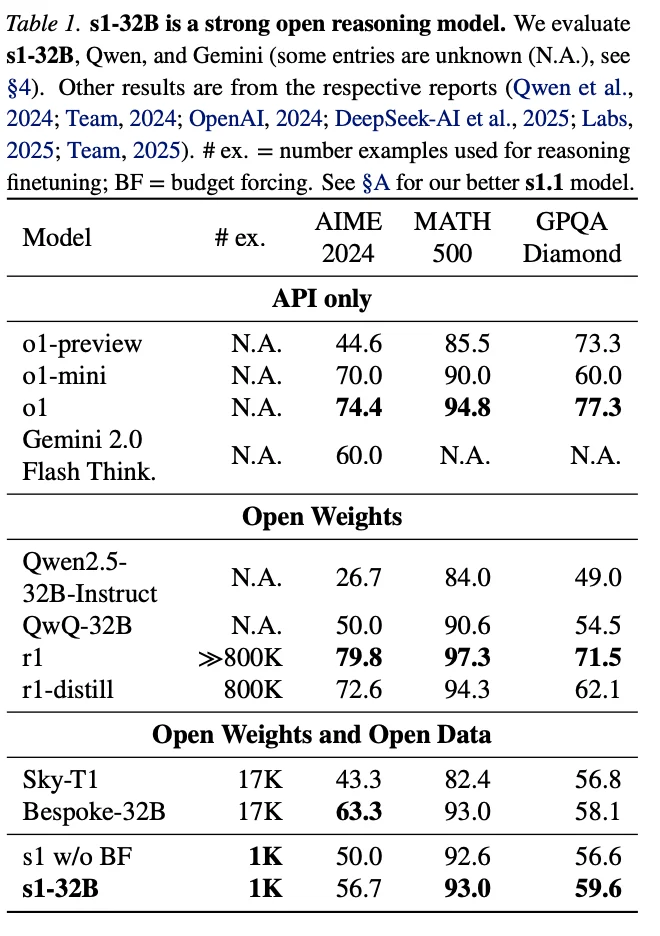 Table 1. s1-32B is a strong open reasoning model. We evaluate
s1-32B, Qwen, and Gemini (some entries are unknown (N.A.), see
§4). Other results are from the respective reports (Qwen et al.,
2024; Team, 2024; OpenAI, 2024; DeepSeek-AI et al., 2025; Labs,
2025; Team, 2025). # ex. = number examples used for reasoning
finetuning; BF = budget forcing. See §A for our better s1.1 model.
Model # ex. AIME 2024 MATH 500 GPQA Diamond
API only
o1-preview N.A. 44.6 85.5 73.3
o1-mini N.A. 70.0 90.0 60.0
o1 N.A. 74.4 94.8 77.3
Gemini 2.0
Flash Think. N.A. 60.0 N.A. N.A.
Open Weights
Qwen2.5-
32B-Instruct N.A. 26.7 84.0 49.0
QwQ-32B N.A. 50.0 90.6 54.5
r1 ≫800K 79.8 97.3 71.5
r1-distill 800K 72.6 94.3 62.1
Open Weights and Open Data
Sky-T1 17K 43.3 82.4 56.8
Bespoke-32B 17K 63.3 93.0 58.1
s1 w/o BF 1K 50.0 92.6 56.6
s1-32B 1K 56.7 93.0 59.6